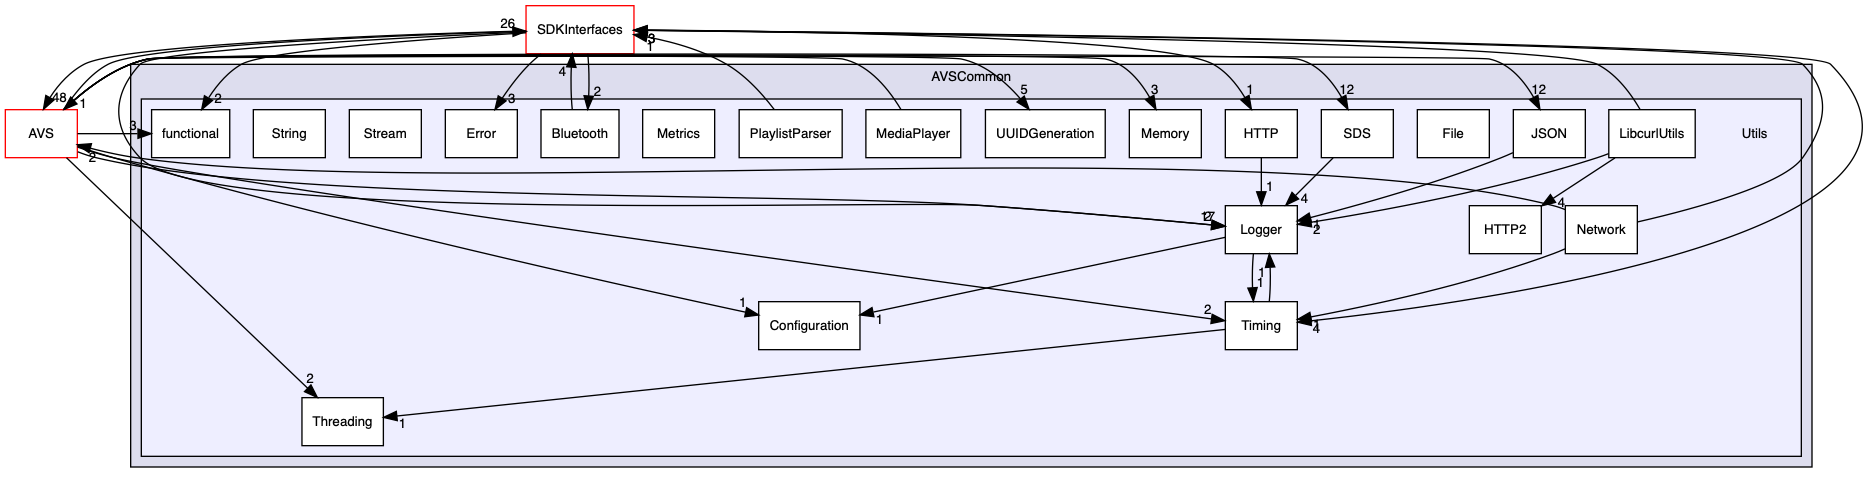 SDKInterfaces
26
3
1
AVSCommon
48
1
2
3
4
2
5
3
1
12
12
AVS
3
functional
String
Stream
Error
Bluetooth
Metrics
PlaylistParser
MediaPlayer
UUIDGeneration
Memory
HTTP
SDS
File
JSON
LibcurlUtils
Utils
2
1
4
4
17
2
Logger
HTTP2
Network
1
1
2
1
Configuration
1
2
Timing
4
2
Threading
1